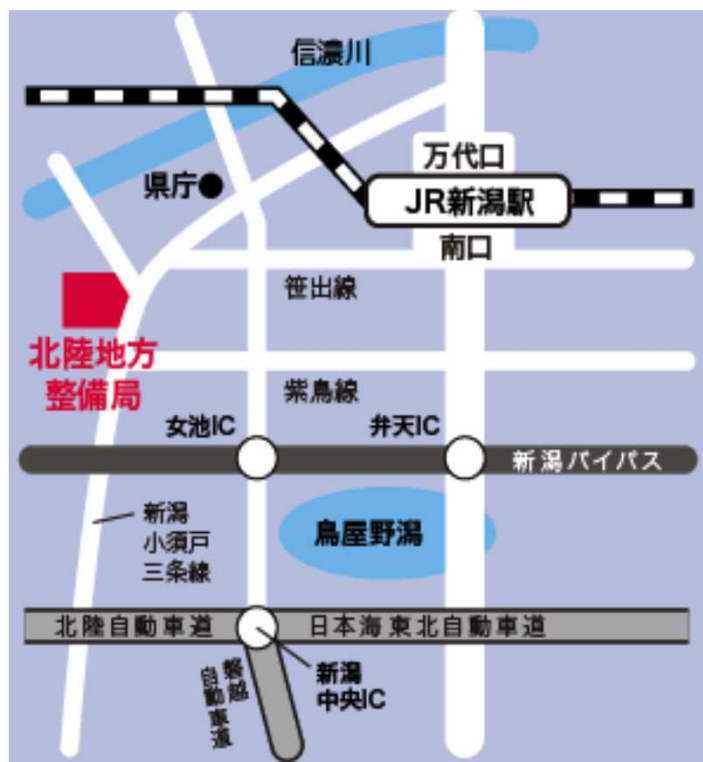 信濃川
県庁
万代口
JR新潟駅
南口
笹出線
北陸地方
整備局
紫鳥線
女池IC
弁天IC
新潟バイパス
新潟
小須戸
三条線
鳥屋野潟
北陸自動車道
日本海東北自動車道
磐越
自動車道
新潟
中央IC